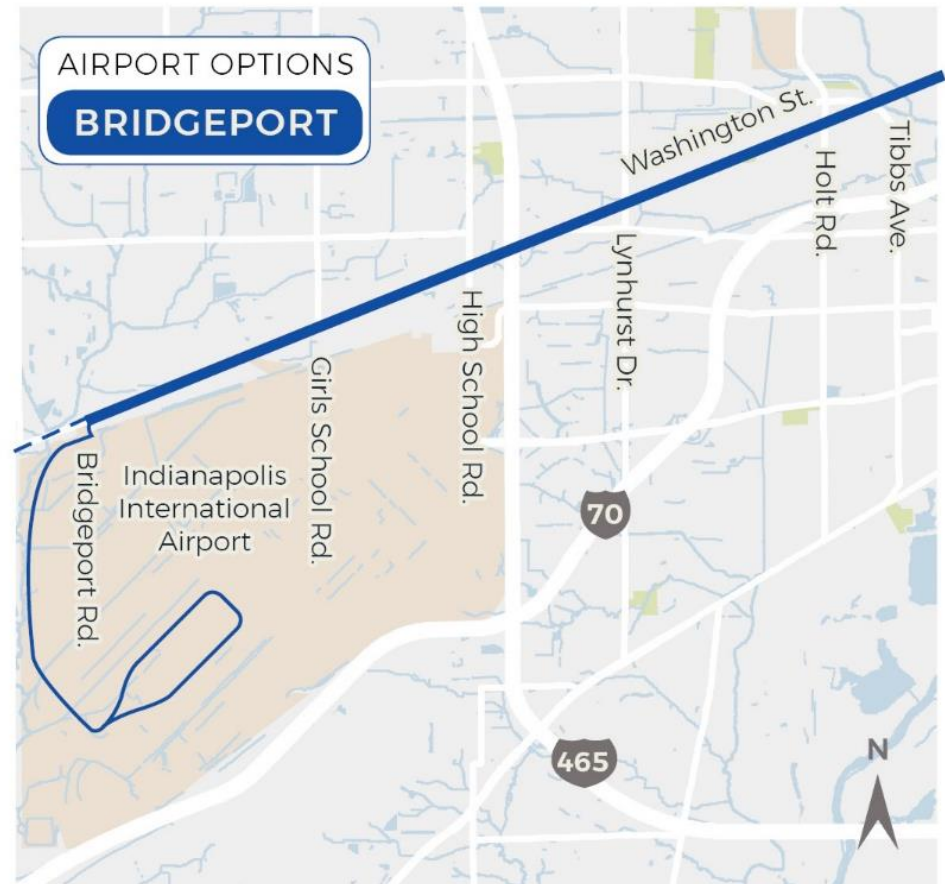 AIRPORT OPTIONS
BRIDGEPORT
Washington St.
Tibbs Ave.
Holt Rd.
Lynhurst Dr.
High School Rd.
Girls School Rd.
Bridgeport Rd.
Indianapolis
International
Airport
70
465
N